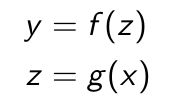 y = f(z)
z = g(x)